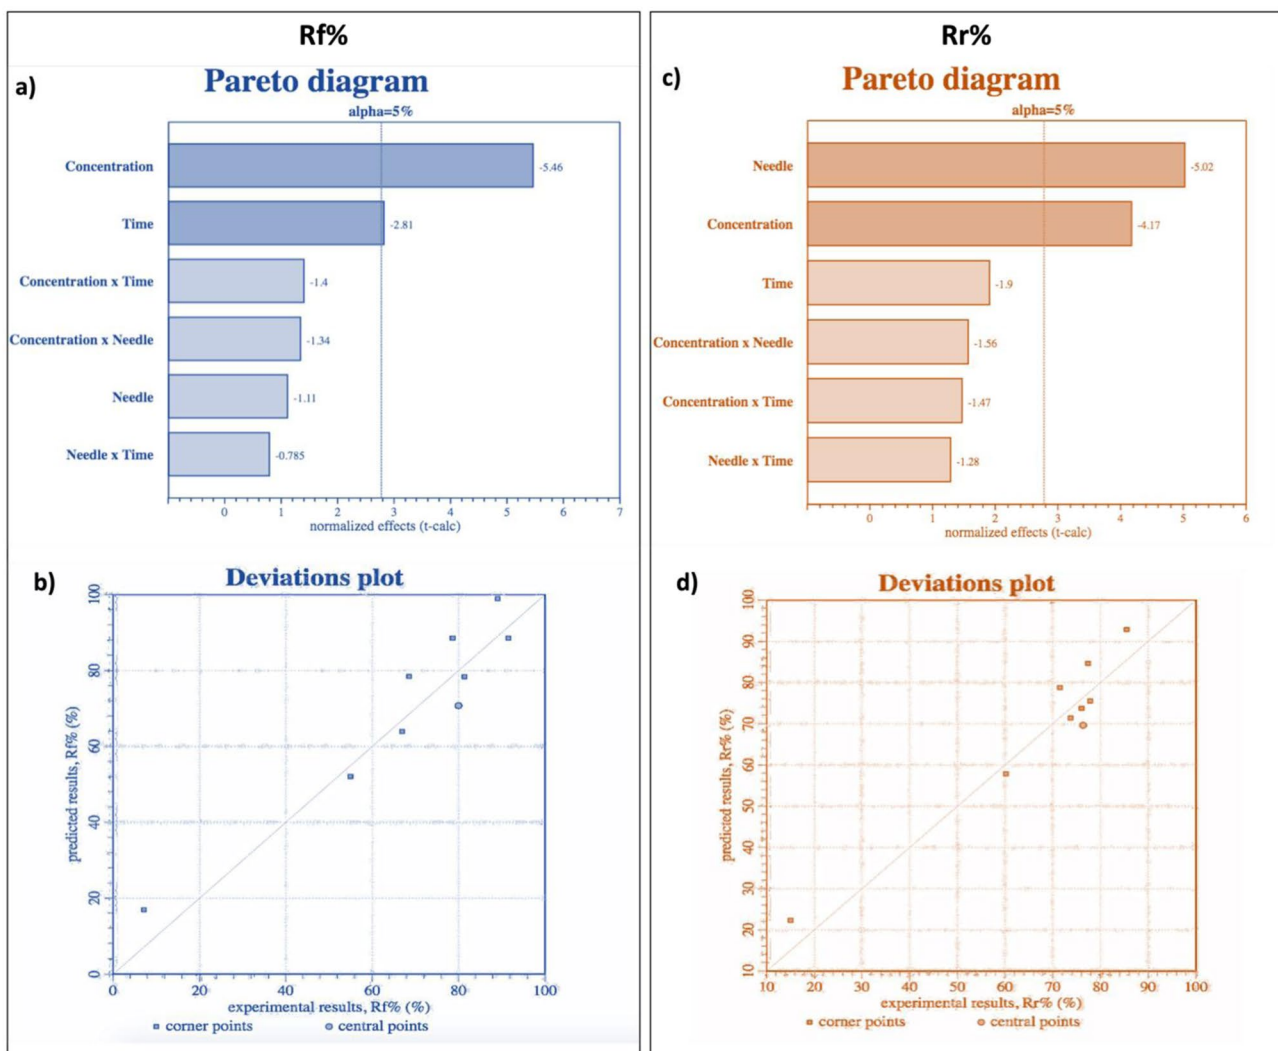 Rf%
a)
Pareto diagram
alpha=5%
Concentration
-5.46
Time
-2.81
Concentration x Time
-1.4
Concentration x Needle
-1.34
Needle
-1.11
Needle x Time
-0.785
0 1 2 3 4 5 6 7
normalized effects (t-calc)
b)
Deviations plot
predicted results, Rf% (%)
100
80
60
40
20
0
0 20 40 60 80 100
experimental results, Rf% (%)
corner points central points
Rr%
c)
Pareto diagram
alpha=5%
Needle
-5.02
Concentration
-4.17
Time
-1.9
Concentration x Needle
-1.56
Concentration x Time
-1.47
Needle x Time
-1.28
0 1 2 3 4 5 6
normalized effects (t-calc)
d)
Deviations plot
predicted results, Rr% (%)
100
90
80
70
60
50
40
30
20
10
10 20 30 40 50 60 70 80 90 100
experimental results, Rr% (%)
corner points central points